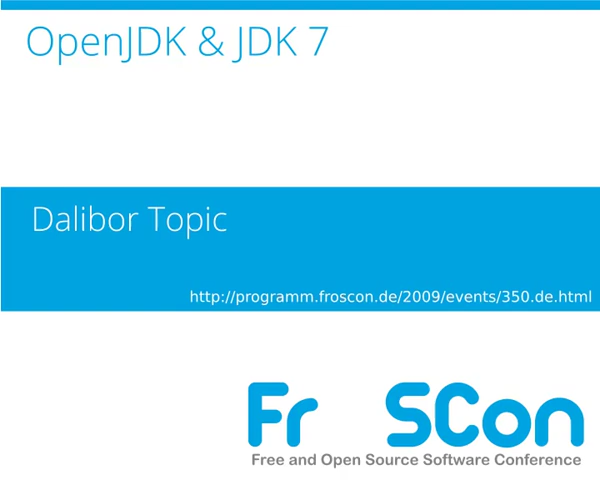 OpenJDK & JDK 7
Dalibor Topic
http://programm.froscon.de/2009/events/350.de.html
Fr SCon
Free and Open Source Software Conference